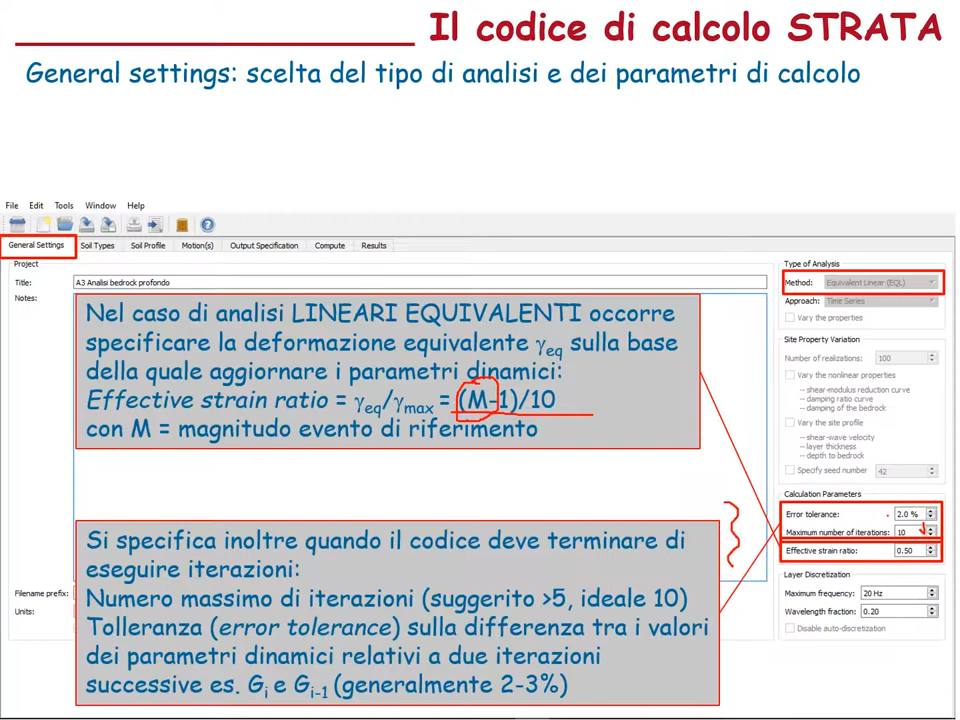 Il codice di calcolo STRATA
General settings: scelta del tipo di analisi e dei parametri di calcolo
File Edit Tools Window Help
General Settings Soil Types Soil Profile Motion(s) Output Specification Compute Results
Project
Title: A3 Analisi bedrock profondo
Notes:
Nel caso di analisi LINEARI EQUIVALENTI occorre
specificare la deformazione equivalente γeq sulla base
della quale aggiornare i parametri dinamici:
Effective strain ratio = γeq/γmax = (M-1)/10
con M = magnitudo evento di riferimento
Si specifica inoltre quando il codice deve terminare di
eseguire iterazioni:
Numero massimo di iterazioni (suggerito >5, ideale 10)
Tolleranza (error tolerance) sulla differenza tra i valori
dei parametri dinamici relativi a due iterazioni
successive es. Gi e Gi-1 (generalmente 2-3%)
Filename prefix:
Units:
Type of Analysis
Method: Equivalent Linear (EQL)
Approach: Time Series
Vary the properties
Site Property Variation
Number of realizations: 100
Vary the nonlinear properties
-- shear-modulus reduction curve
-- damping ratio curve
-- damping of the bedrock
Vary the site profile
-- shear-wave velocity
-- layer thickness
-- depth to bedrock
Specify seed number 42
Calculation Parameters
Error tolerance: 2.0 %
Maximum number of iterations: 10
Effective strain ratio: 0.50
Layer Discretization
Maximum frequency: 20 Hz
Wavelength fraction: 0.20
Disable auto-discretization